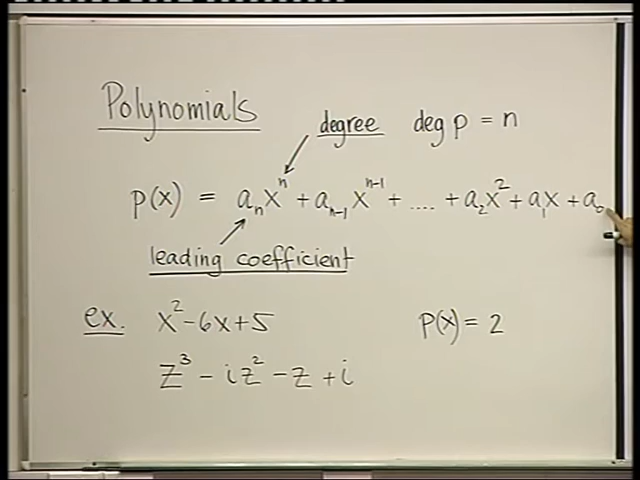 Polynomials
degree deg p = n
p(x) = aₙxⁿ + aₙ₋₁xⁿ⁻¹ + .... + a₂x² + a₁x + a₀
leading coefficient
ex. x² - 6x + 5 p(x) = 2
z³ - iz² - z + i